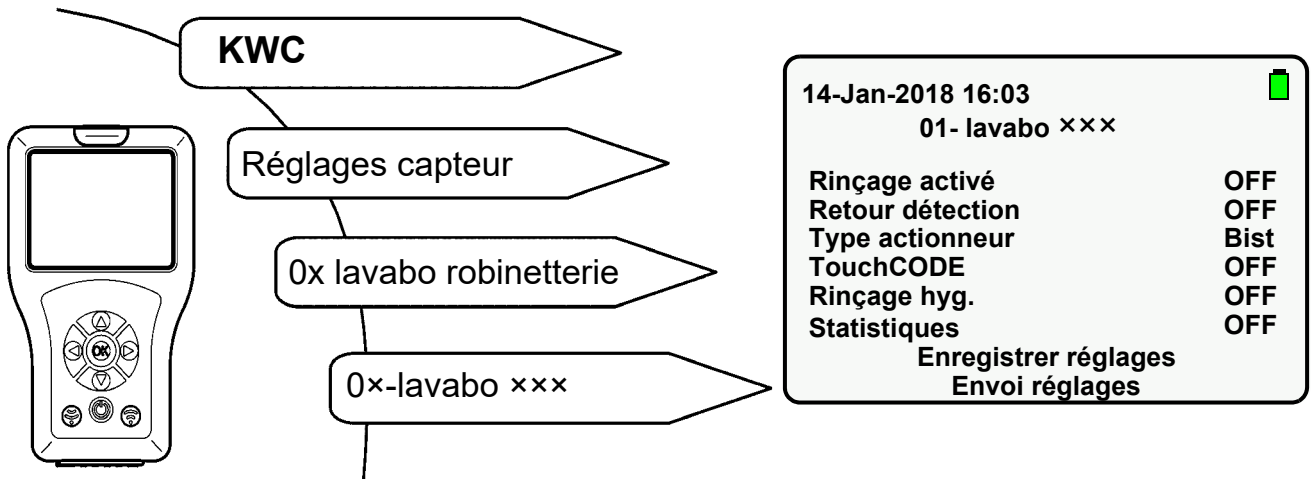 KWC
Réglages capteur
0x lavabo robinetterie
0×-lavabo ×××
OK
14-Jan-2018 16:03
01- lavabo ×××
Rinçage activé OFF
Retour détection OFF
Type actionneur Bist
TouchCODE OFF
Rinçage hyg. OFF
Statistiques OFF
Enregistrer réglages
Envoi réglages